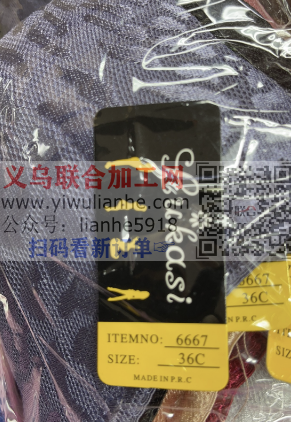 义乌联合加工网
www.yiwulianhe.com
公众号: lianhe5918
扫码看新
单
ITEMNO: 6667
SIZE: 36C
MADE IN P.R.C
6667
36C